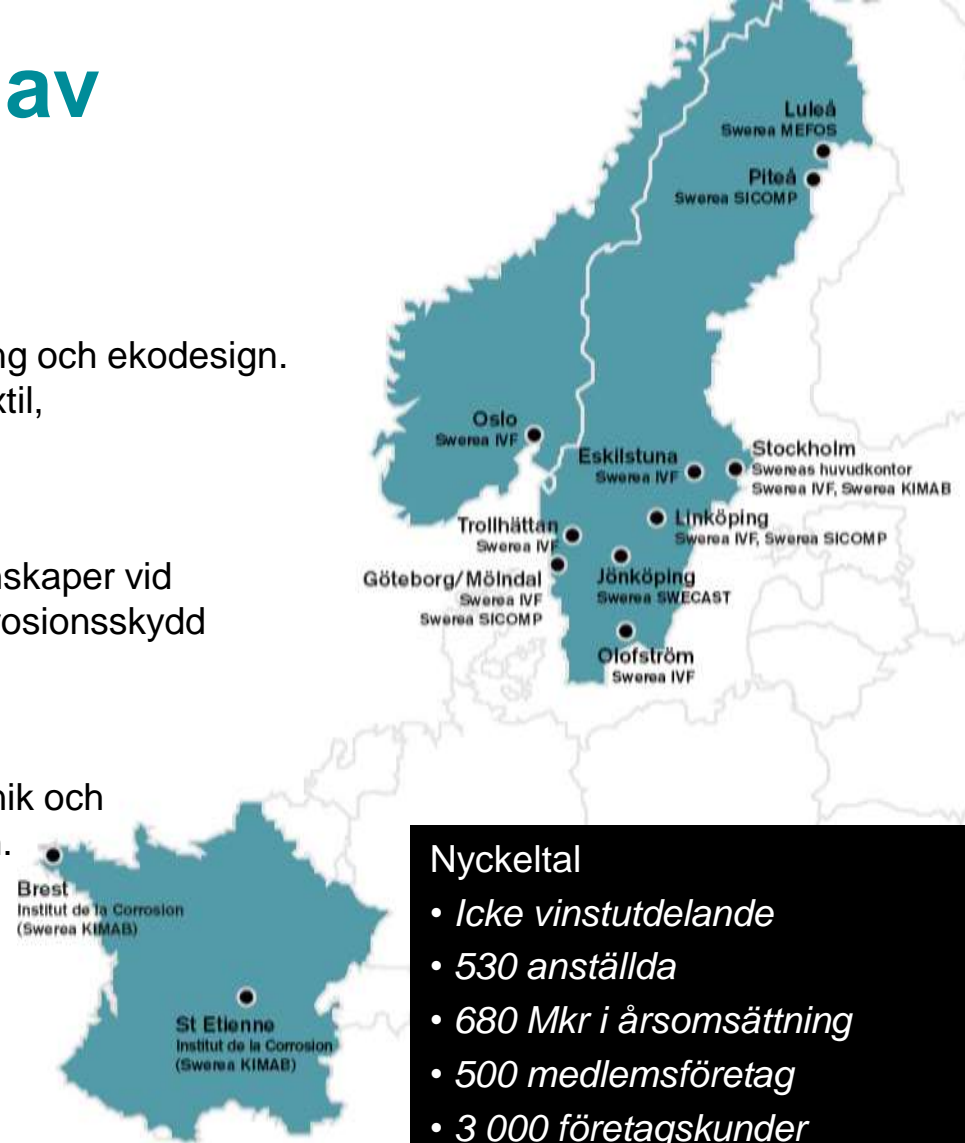 av
ng och ekodesign.
xtil,
nskaper vid
rosionsskydd
nik och
.
Luleå
Swerea MEFOS
Piteå
Swerea SICOMP
Oslo
Swerea IVF
Eskilstuna
Swerea IVF
Stockholm
Swereas huvudkontor
Swerea IVF, Swerea KIMAB
Trollhättan
Swerea IVF
Linköping
Swerea IVF, Swerea SICOMP
Göteborg/Mölndal
Swerea IVF
Swerea SICOMP
Jönköping
Swerea SWECAST
Olofström
Swerea IVF
Brest
Institut de la Corrosion
(Swerea KIMAB)
St Etienne
Institut de la Corrosion
(Swerea KIMAB)
Nyckeltal
• Icke vinstutdelande
• 530 anställda
• 680 Mkr i årsomsättning
• 500 medlemsföretag
• 3 000 företagskunder